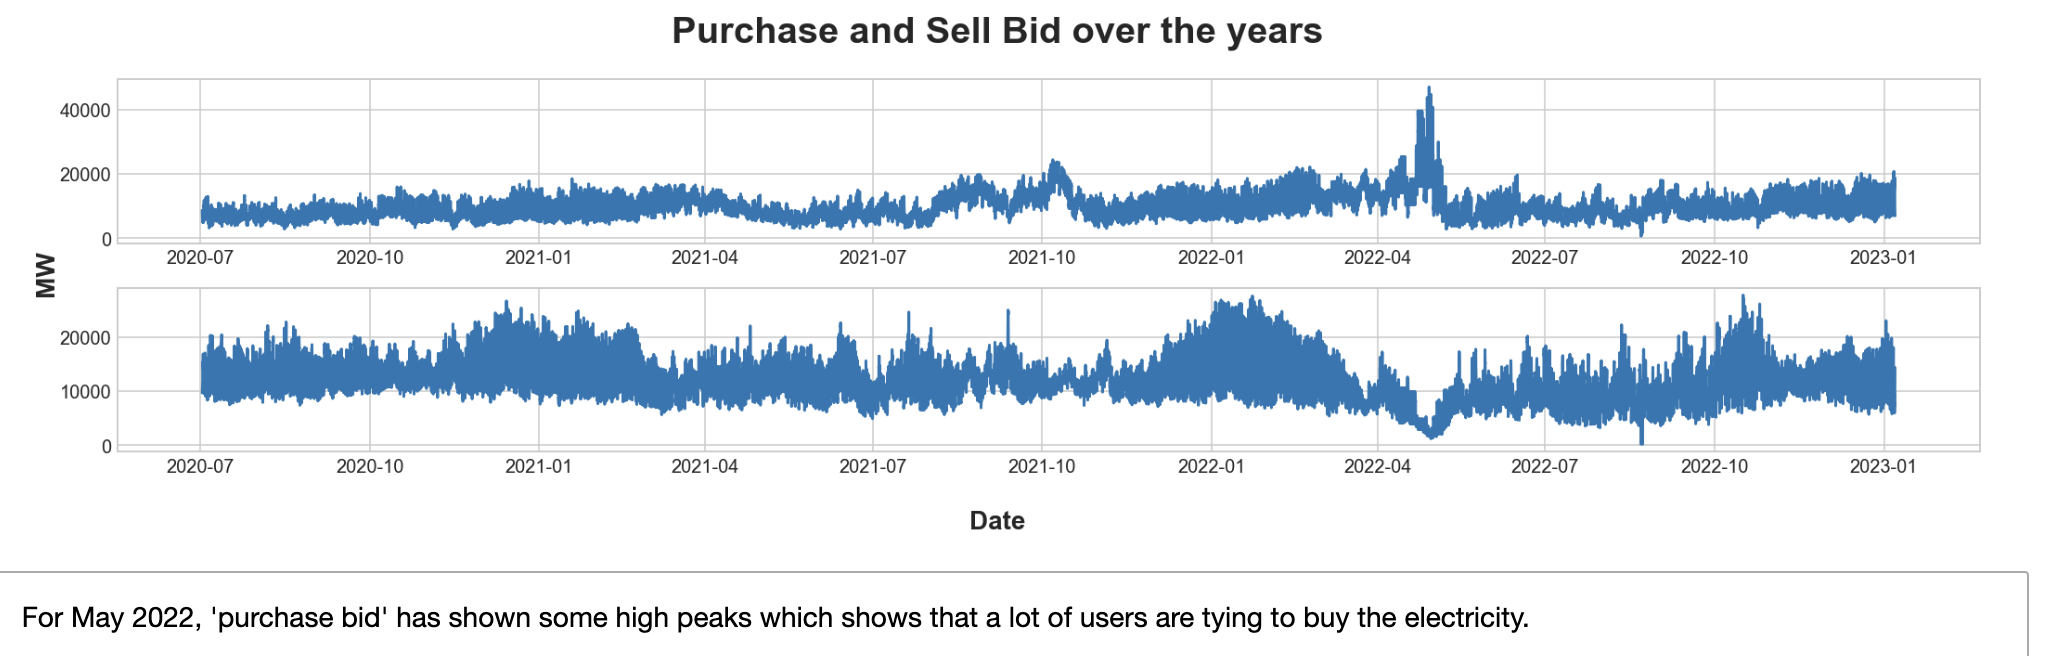 Purchase and Sell Bid over the years
40000
20000
0
2020-07 2020-10 2021-01 2021-04 2021-07 2021-10 2022-01 2022-04 2022-07 2022-10 2023-01
MW
20000
10000
0
2020-07 2020-10 2021-01 2021-04 2021-07 2021-10 2022-01 2022-04 2022-07 2022-10 2023-01
Date
For May 2022, 'purchase bid' has shown some high peaks which shows that a lot of users are tying to buy the electricity.